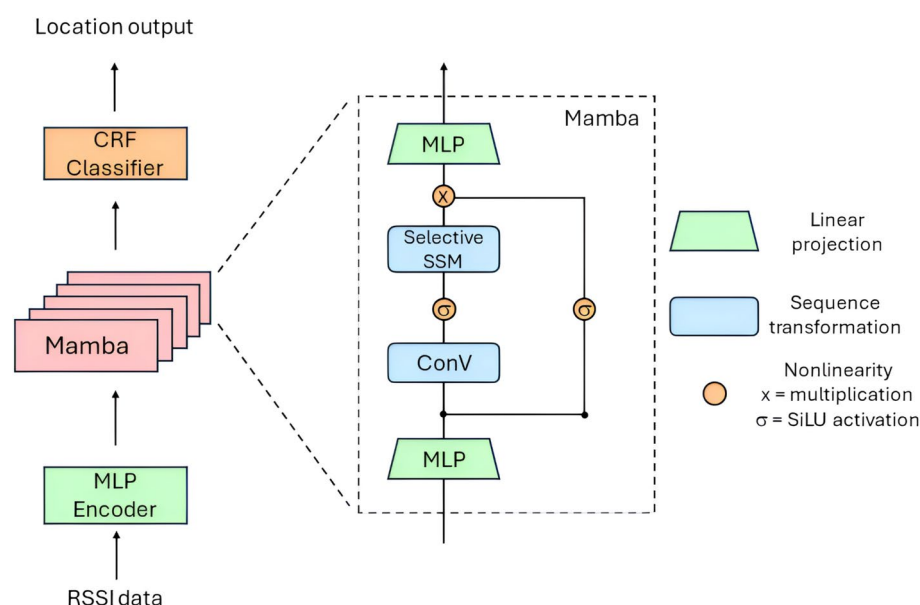 Location output
CRF
Classifier
Mamba
MLP
Encoder
RSSI data
Mamba
MLP
x
Selective
SSM
σ
σ
ConV
MLP
Linear
projection
Sequence
transformation
Nonlinearity
x = multiplication
σ = SiLU activation